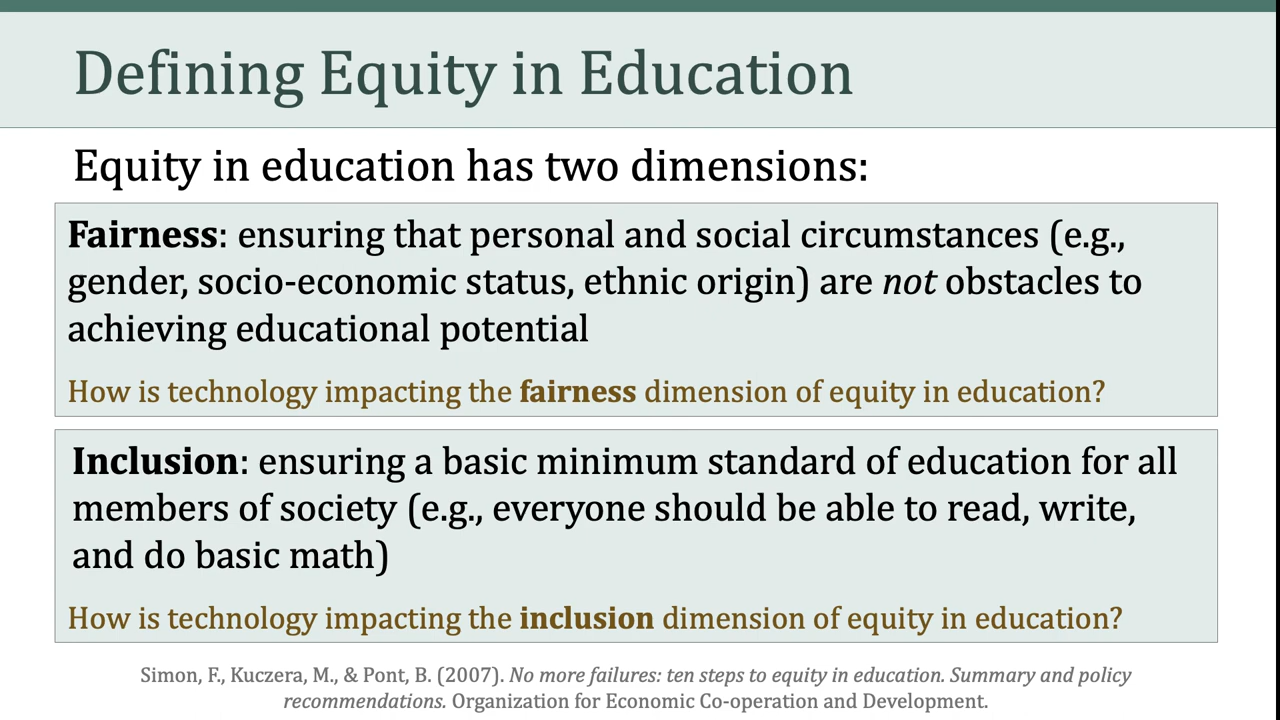 Defining Equity in Education
Equity in education has two dimensions:
Fairness: ensuring that personal and social circumstances (e.g.,
gender, socio-economic status, ethnic origin) are not obstacles to
achieving educational potential
How is technology impacting the fairness dimension of equity in education?
Inclusion: ensuring a basic minimum standard of education for all
members of society (e.g., everyone should be able to read, write,
and do basic math)
How is technology impacting the inclusion dimension of equity in education?
Simon, F., Kuczera, M., & Pont, B. (2007). No more failures: ten steps to equity in education. Summary and policy
recommendations. Organization for Economic Co-operation and Development.